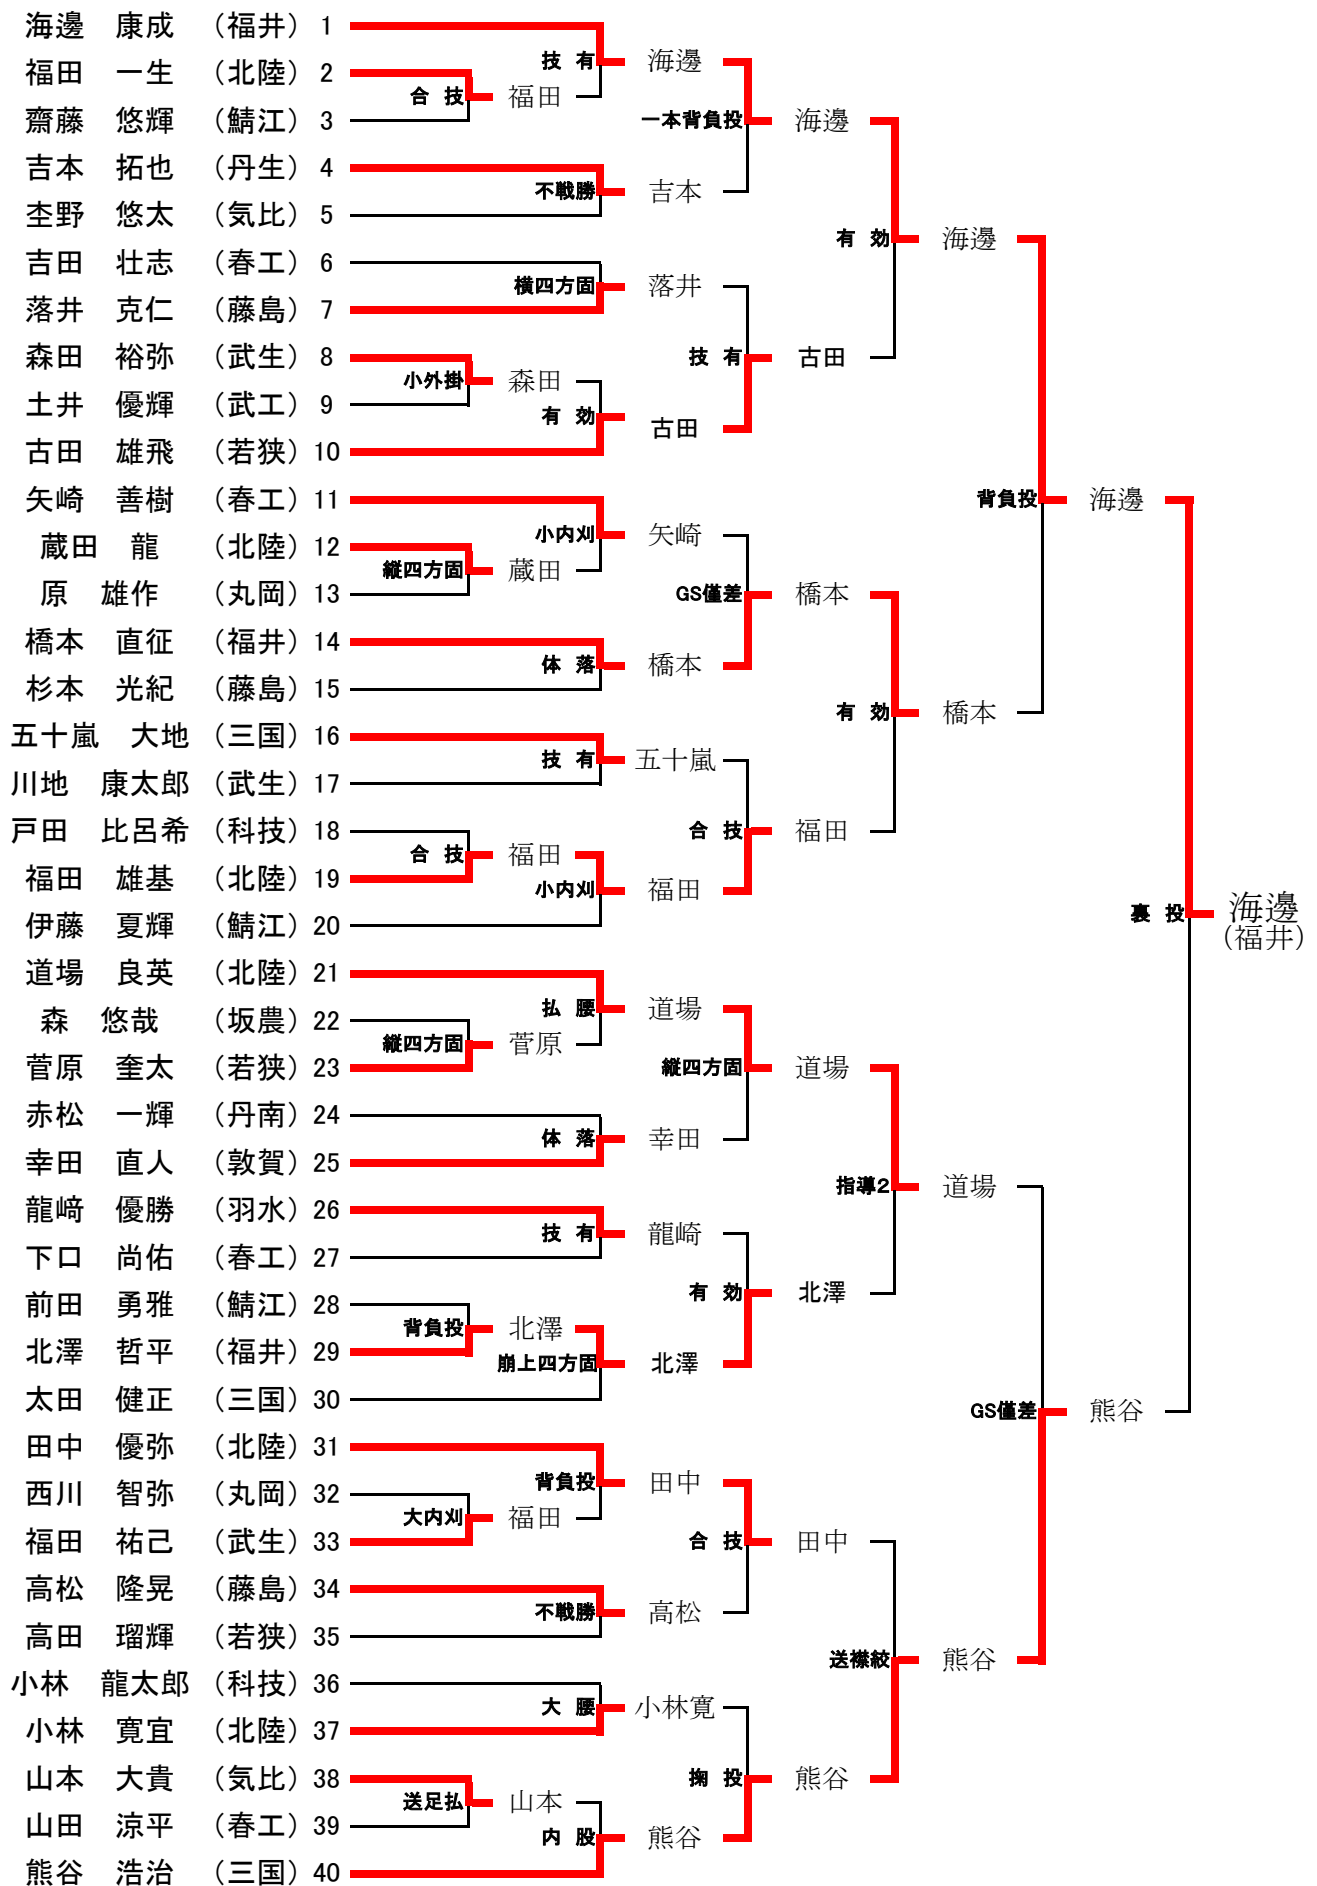 海邊　康成　（福井）　1
福田　一生　（北陸）　2
齋藤　悠輝　（鯖江）　3
吉本　拓也　（丹生）　4
杢野　悠太　（気比）　5
吉田　壮志　（春工）　6
落井　克仁　（藤島）　7
森田　裕弥　（武生）　8
土井　優輝　（武工）　9
古田　雄飛　（若狭）　10
矢崎　善樹　（春工）　11
蔵田　龍　（北陸）　12
原　雄作　（丸岡）　13
橋本　直征　（福井）　14
杉本　光紀　（藤島）　15
五十嵐　大地　（三国）　16
川地　康太郎　（武生）　17
戸田　比呂希　（科技）　18
福田　雄基　（北陸）　19
伊藤　夏輝　（鯖江）　20
道場　良英　（北陸）　21
森　悠哉　（坂農）　22
菅原　奎太　（若狭）　23
赤松　一輝　（丹南）　24
幸田　直人　（敦賀）　25
龍﨑　優勝　（羽水）　26
下口　尚佑　（春工）　27
前田　勇雅　（鯖江）　28
北澤　哲平　（福井）　29
太田　健正　（三国）　30
田中　優弥　（北陸）　31
西川　智弥　（丸岡）　32
福田　祐己　（武生）　33
高松　隆晃　（藤島）　34
高田　瑠輝　（若狭）　35
小林　龍太郎　（科技）　36
小林　寛宜　（北陸）　37
山本　大貴　（気比）　38
山田　涼平　（春工）　39
熊谷　浩治　（三国）　40
合　技
小外掛
縦四方固
合　技
縦四方固
背負投
大内刈
送足払
福田
森田
蔵田
福田
菅原
北澤
福田
山本
技　有
不戦勝
横四方固
有　効
小内刈
体　落
技　有
小内刈
払　腰
体　落
技　有
崩上四方固
背負投
不戦勝
大　腰
内　股
海邊
吉本
落井
古田
矢崎
橋本
五十嵐
福田
道場
幸田
龍崎
北澤
田中
高松
小林寛
熊谷
一本背負投
技　有
GS僅差
合　技
縦四方固
有　効
合　技
掬　投
海邊
古田
橋本
福田
道場
北澤
田中
熊谷
有　効
有　効
指導2
送襟絞
海邊
橋本
道場
熊谷
背負投
GS僅差
海邊
熊谷
裏　投
海邊
（福井）